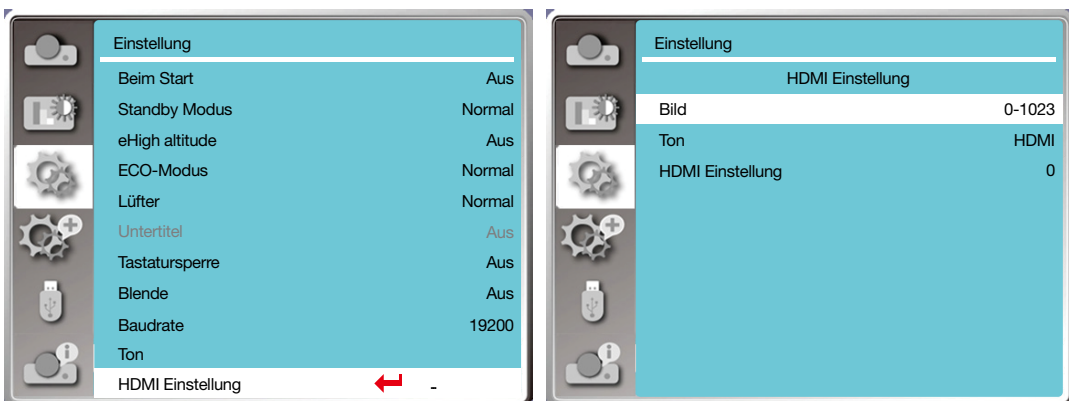 Einstellung
Beim Start Aus
Standby Modus Normal
eHigh altitude Aus
ECO-Modus Normal
Lüfter Normal
Untertitel Aus
Tastatursperre Aus
Blende Aus
Baudrate 19200
Ton
HDMI Einstellung -
Einstellung
HDMI Einstellung
Bild 0-1023
Ton HDMI
HDMI Einstellung 0